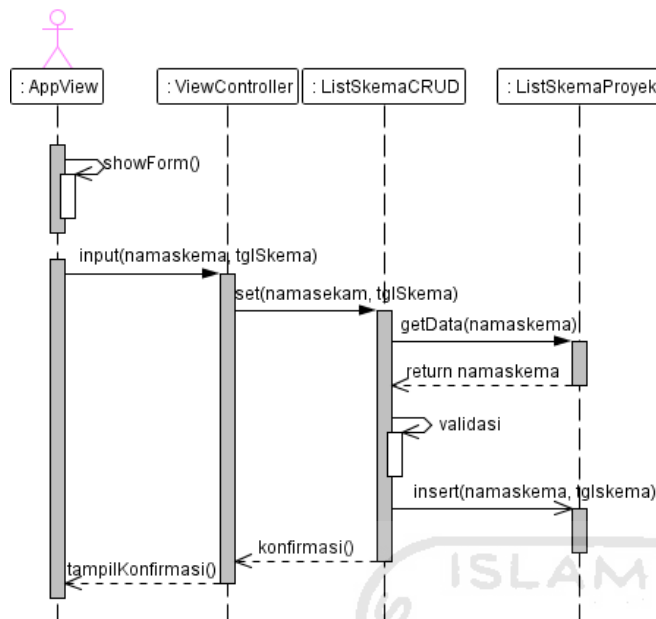 : AppView
: ViewController
: ListSkemaCRUD
: ListSkemaProyek
showForm()
input(namaskema, tglSkema)
set(namasekam, tglSkema)
getData(namaskema)
return namaskema
validasi
insert(namaskema, tglskema)
konfirmasi()
tampilKonfirmasi()
ISLAM